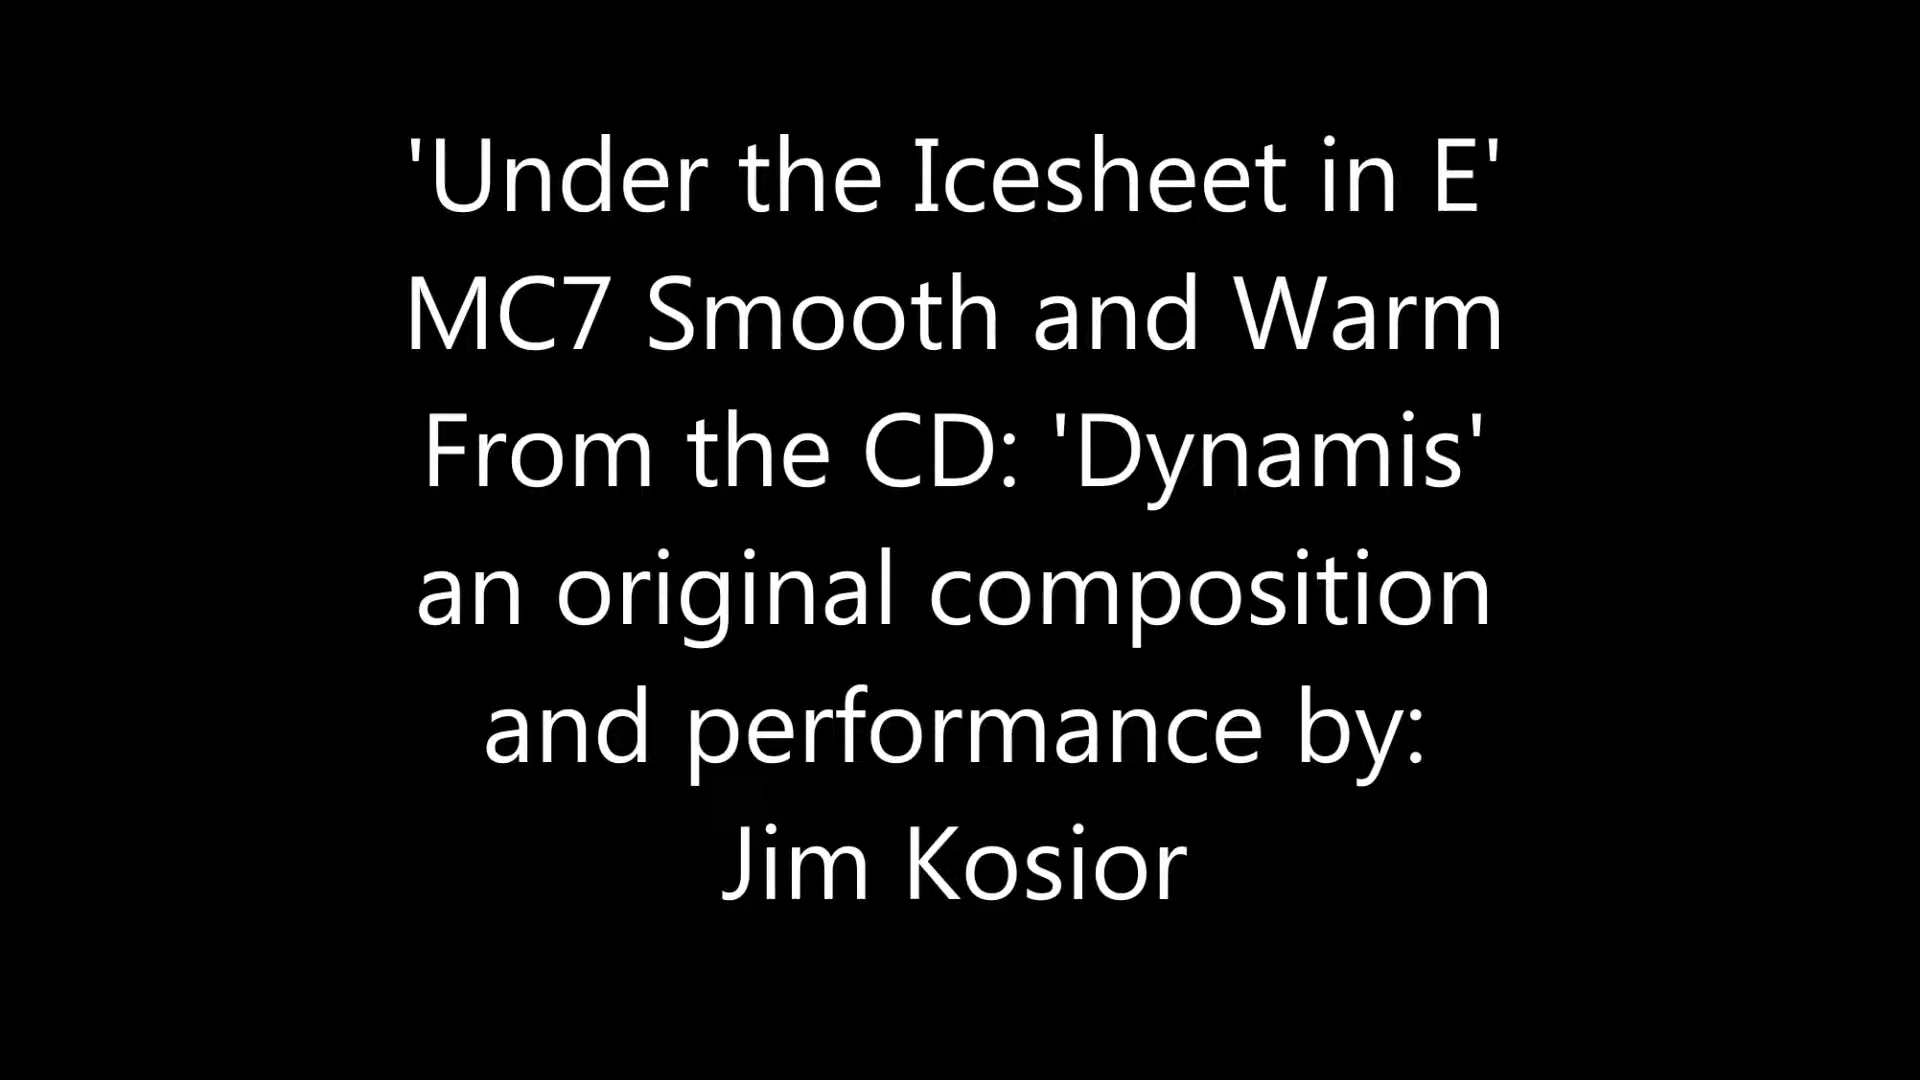 'Under the Icesheet in E'
MC7 Smooth and Warm
From the CD: 'Dynamis'
an original composition
and performance by:
Jim Kosior